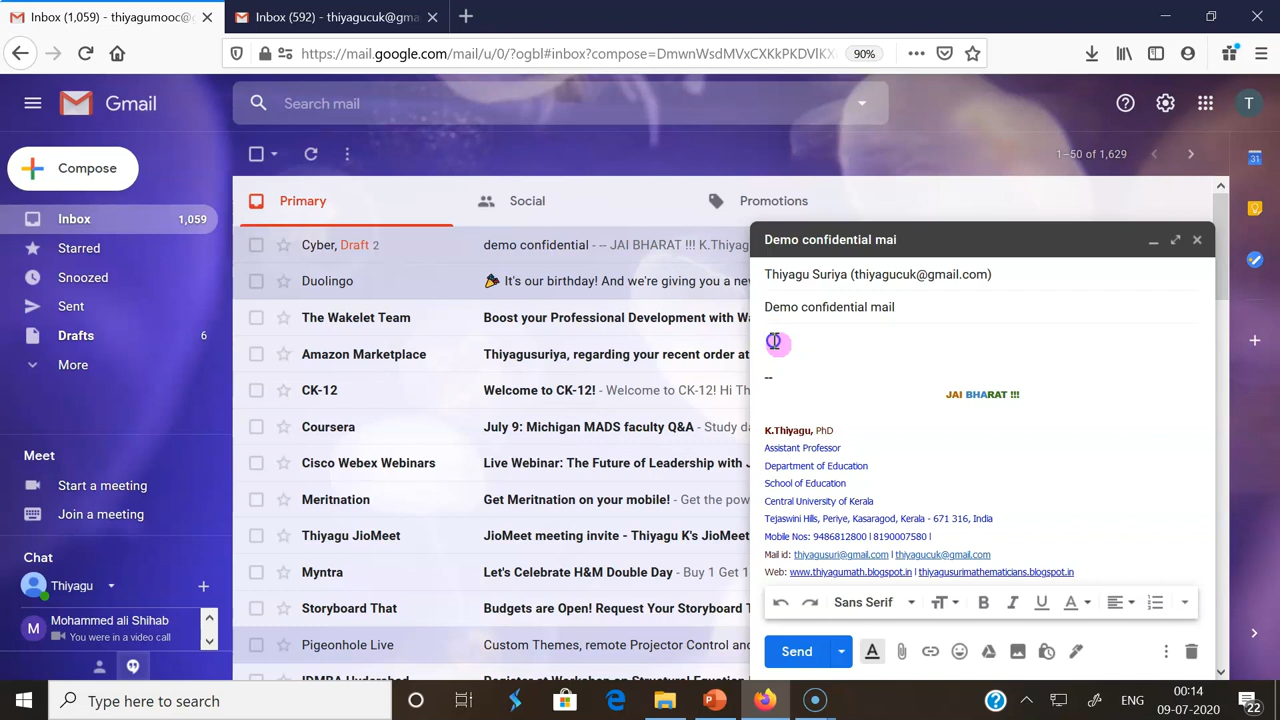 Inbox (1,059) - thiyagumooc@g
Inbox (592) - thiyagucuk@gma
https://mail.google.com/mail/u/0/?ogbl#inbox?compose=DmwnWsdMVxCXKkPKDVlKX
90%
Gmail
Search mail
T
Compose
1–50 of 1,629
31
Inbox 1,059
Starred
Snoozed
Sent
Drafts 6
More
Primary
Social
Promotions
Cyber, Draft 2 demo confidential - -- JAI BHARAT !!! K.Thiyag
Duolingo It's our birthday! And we're giving you a new
The Wakelet Team Boost your Professional Development with Wa
Amazon Marketplace Thiyagusuriya, regarding your recent order at
CK-12 Welcome to CK-12! - Welcome to CK-12! Hi Th
Coursera July 9: Michigan MADS faculty Q&A - Study da
Cisco Webex Webinars Live Webinar: The Future of Leadership with J
Meritnation Get Meritnation on your mobile! - Get the pow
Thiyagu JioMeet JioMeet meeting invite - Thiyagu K's JioMeet
Myntra Let's Celebrate H&M Double Day - Buy 1 Get 1
Storyboard That Budgets are Open! Request Your Storyboard T
Pigeonhole Live Custom Themes, remote Projector Control and
Meet
Start a meeting
Join a meeting
Chat
Thiyagu
M
Mohammed ali Shihab
You were in a video call
Demo confidential mai
Thiyagu Suriya (thiyagucuk@gmail.com)
Demo confidential mail
--
JAI BHARAT !!!
K.Thiyagu, PhD
Assistant Professor
Department of Education
School of Education
Central University of Kerala
Tejaswini Hills, Periye, Kasaragod, Kerala - 671 316, India
Mobile Nos: 9486812800 l 8190007580 l
Mail id: thiyagusuri@gmail.com l thiyagucuk@gmail.com
Web: www.thiyagumath.blogspot.in l thiyagusurimathematicians.blogspot.in
Sans Serif
Send
Type here to search
ENG
00:14
09-07-2020
22